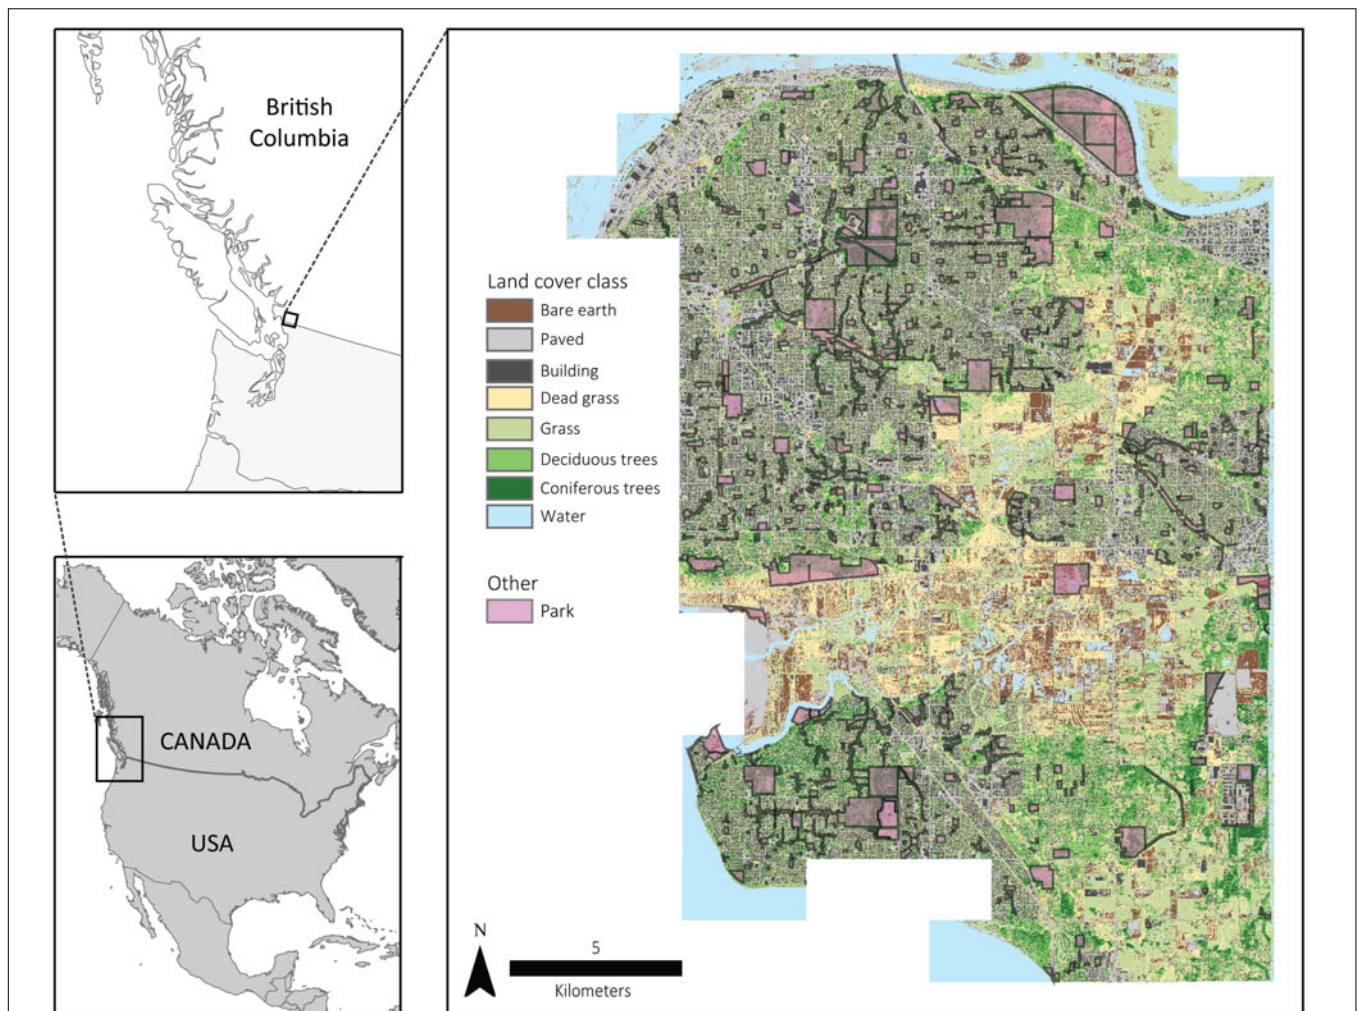 British
Columbia
CANADA
USA
Land cover class
Bare earth
Paved
Building
Dead grass
Grass
Deciduous trees
Coniferous trees
Water
Other
Park
N
5
Kilometers